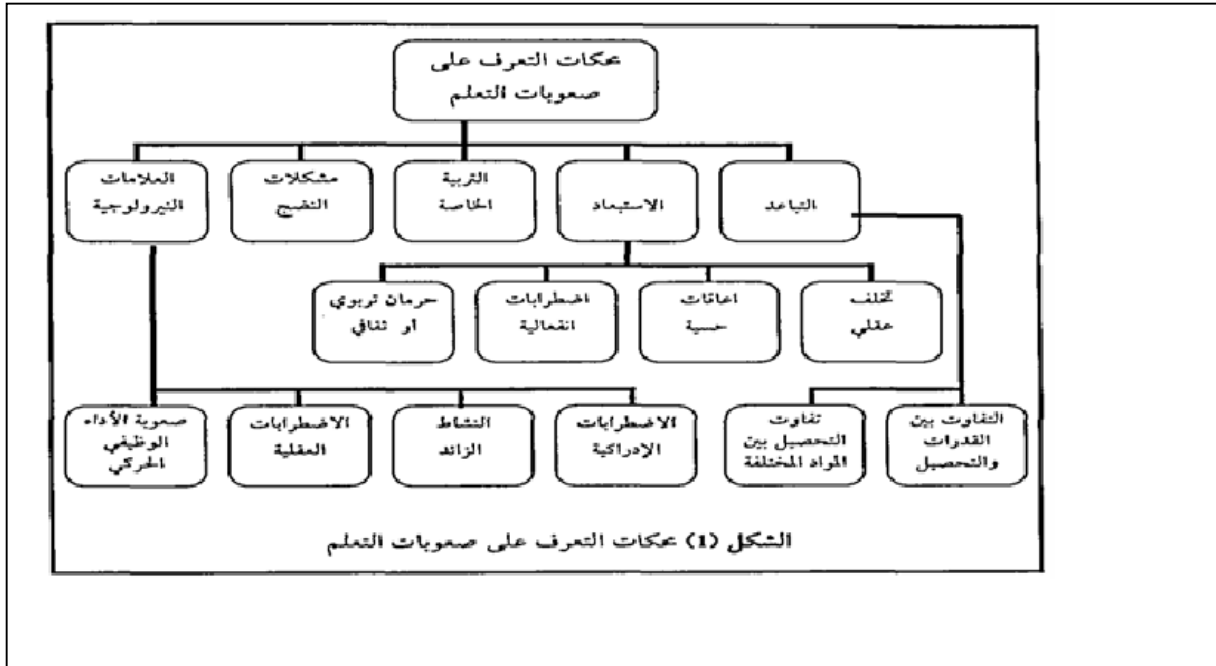 محكات التعرف على
صعوبات التعلم
التباعد
الاستبعاد
التربية
الخاصة
مشكلات
النضج
العلامات
النيرولوجية
تخلف
عقلي
اعاقات
حسية
اضطرابات
انفعالية
حرمان تربوي
أو ثقافي
التفاوت بين
القدرات
والتحصيل
تفاوت
التحصيل بين
المواد المختلفة
الاضطرابات
الإدراكية
النشاط
الزائد
الاضطرابات
العقلية
صعوبة الأداء
الوظيفي
الحركي
الشكل (1) محكات التعرف على صعوبات التعلم